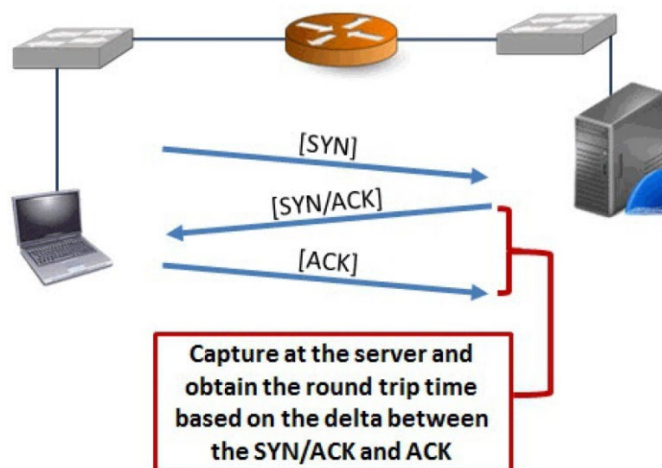 [SYN]
[SYN/ACK]
[ACK]
Capture at the server and
obtain the round trip time
based on the delta between
the SYN/ACK and ACK